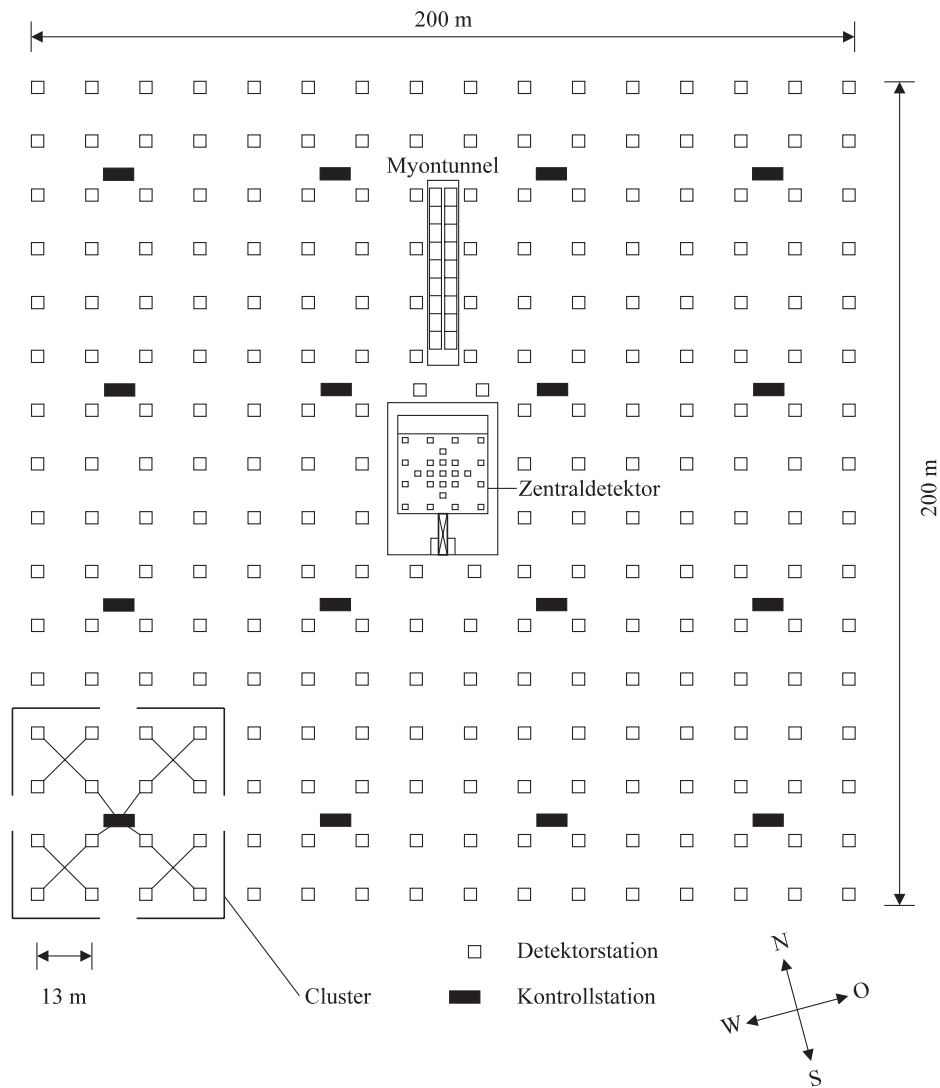 200 m
Myontunnel
Zentraldetektor
200 m
13 m
Cluster
Detektorstation
Kontrollstation
N
O
W
S